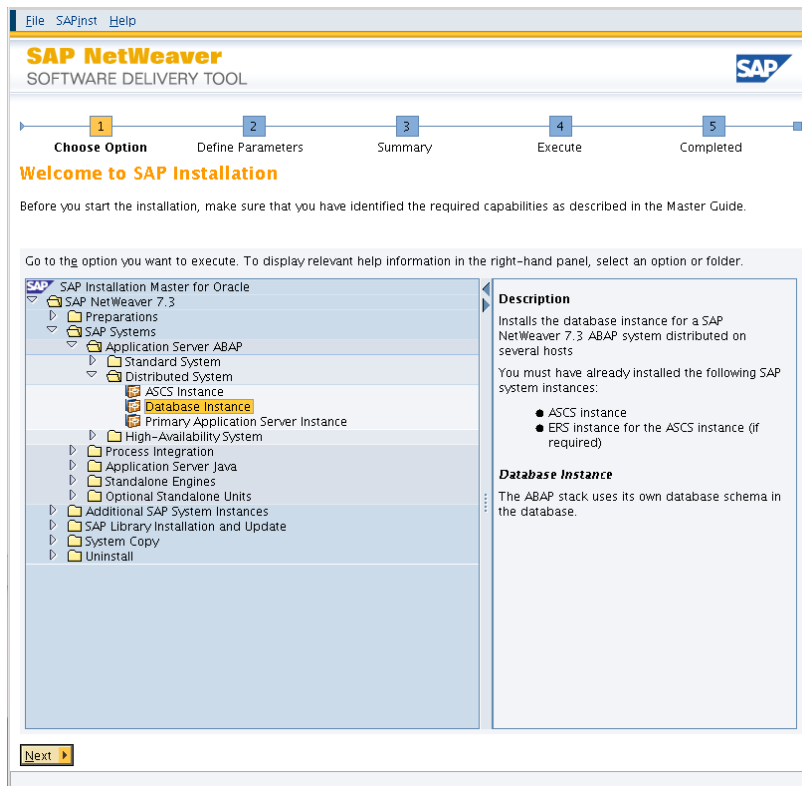 File SAPinst Help
SAP NetWeaver
SOFTWARE DELIVERY TOOL
SAP
1 2 3 4 5
Choose Option Define Parameters Summary Execute Completed
Welcome to SAP Installation
Before you start the installation, make sure that you have identified the required capabilities as described in the Master Guide.
Go to the option you want to execute. To display relevant help information in the right-hand panel, select an option or folder.
SAP SAP Installation Master for Oracle
SAP NetWeaver 7.3
Preparations
SAP Systems
Application Server ABAP
Standard System
Distributed System
ASCS Instance
Database Instance
Primary Application Server Instance
High-Availability System
Process Integration
Application Server Java
Standalone Engines
Optional Standalone Units
Additional SAP System Instances
SAP Library Installation and Update
System Copy
Uninstall
Description
Installs the database instance for a SAP
NetWeaver 7.3 ABAP system distributed on
several hosts
You must have already installed the following SAP
system instances:
● ASCS instance
● ERS instance for the ASCS instance (if
required)
Database Instance
The ABAP stack uses its own database schema in
the database.
Next